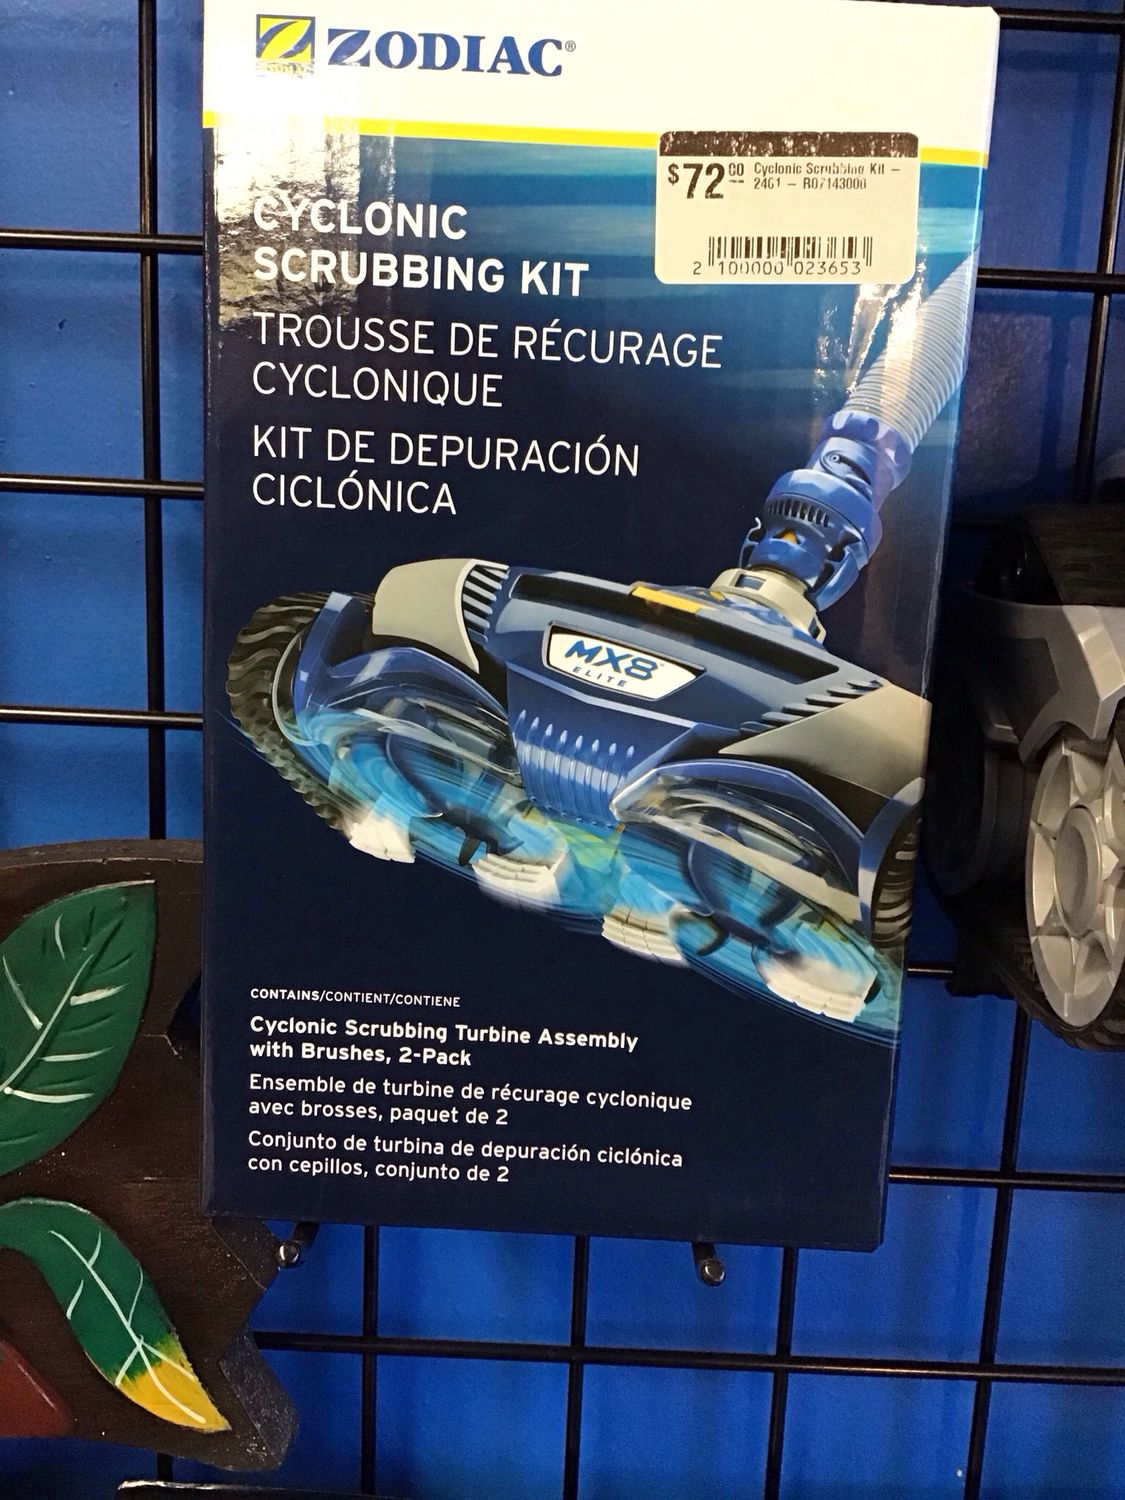 ZODIAC®
$72 00 Cyclonic Scrubbing Kit –
2461 – R0714300
2 100000 023653
CYCLONIC
SCRUBBING KIT
TROUSSE DE RÉCURAGE
CYCLONIQUE
KIT DE DEPURACIÓN
CICLÓNICA
MX8™
ELITE
CONTAINS/CONTIENT/CONTIENE
Cyclonic Scrubbing Turbine Assembly
with Brushes, 2-Pack
Ensemble de turbine de récurage cyclonique
avec brosses, paquet de 2
Conjunto de turbina de depuración ciclónica
con cepillos, conjunto de 2